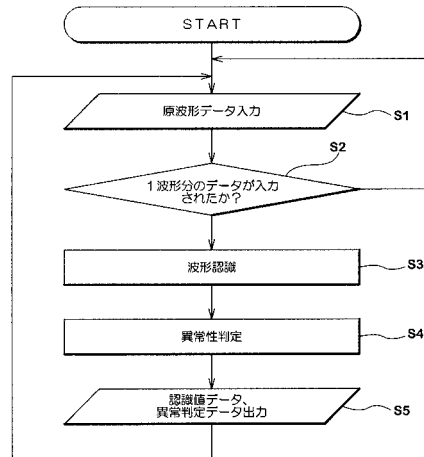 START
原波形データ入力
S1
S2
1波形分のデータが入力
されたか？
波形認識
S3
異常性判定
S4
認識値データ、
異常判定データ出力
S5